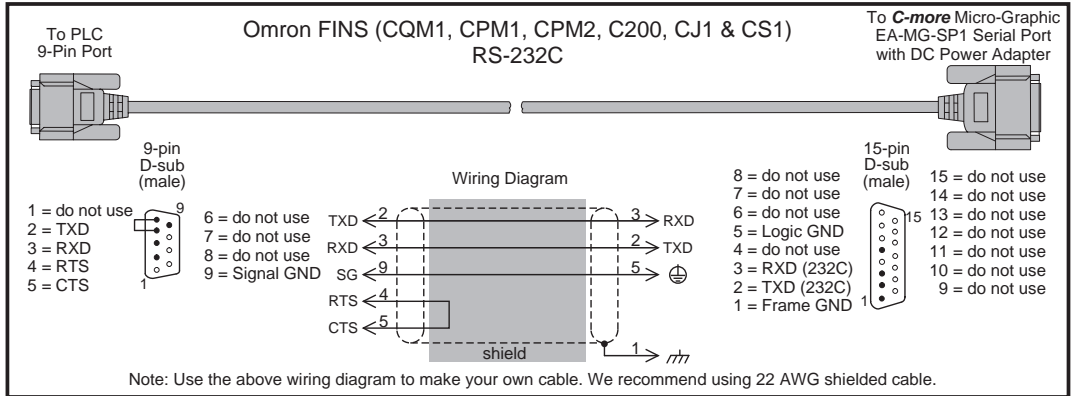 To PLC
9-Pin Port
Omron FINS (CQM1, CPM1, CPM2, C200, CJ1 & CS1)
RS-232C
To C-more Micro-Graphic
EA-MG-SP1 Serial Port
with DC Power Adapter
9-pin
D-sub
(male)
1 = do not use
2 = TXD
3 = RXD
4 = RTS
5 = CTS
9
1
6 = do not use
7 = do not use
8 = do not use
9 = Signal GND
Wiring Diagram
TXD 2 3 RXD
RXD 3 2 TXD
SG 9 5
RTS 4
CTS 5
shield
1
15-pin
D-sub
(male)
8 = do not use
7 = do not use
6 = do not use
5 = Logic GND
4 = do not use
3 = RXD (232C)
2 = TXD (232C)
1 = Frame GND
15
1
15 = do not use
14 = do not use
13 = do not use
12 = do not use
11 = do not use
10 = do not use
9 = do not use
Note: Use the above wiring diagram to make your own cable. We recommend using 22 AWG shielded cable.